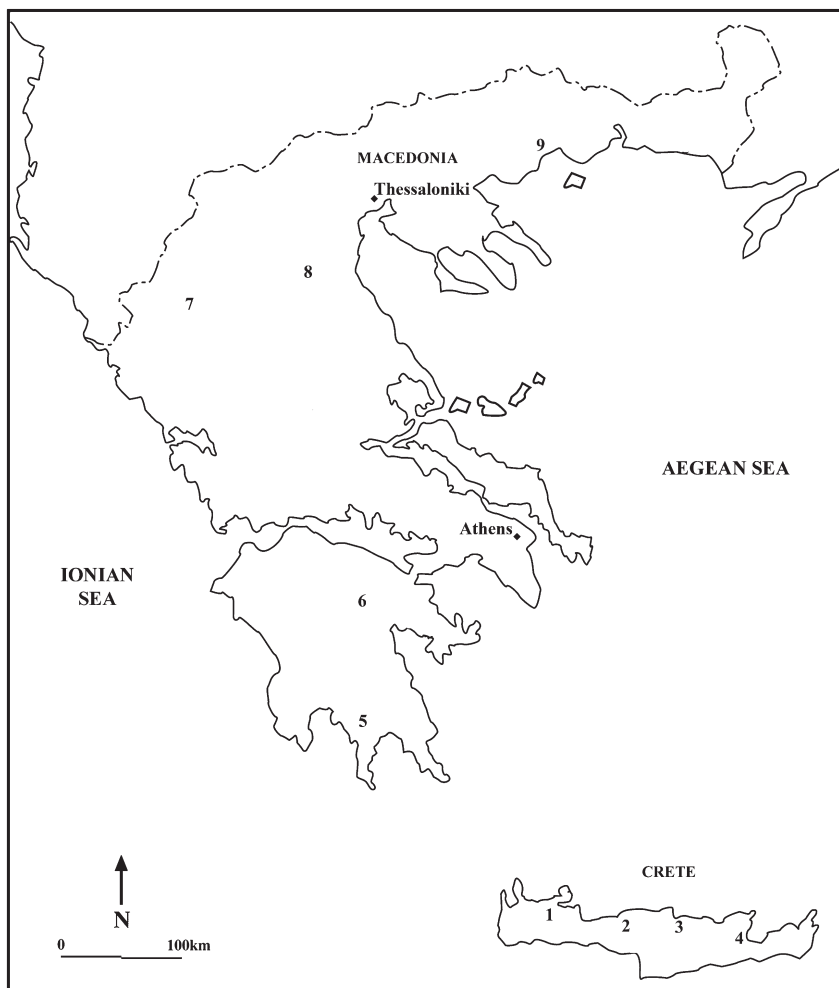 9
MACEDONIA
Thessaloniki
8
7
AEGEAN SEA
Athens
IONIAN
SEA
6
5
CRETE
N
0 100km
1
2
3
4